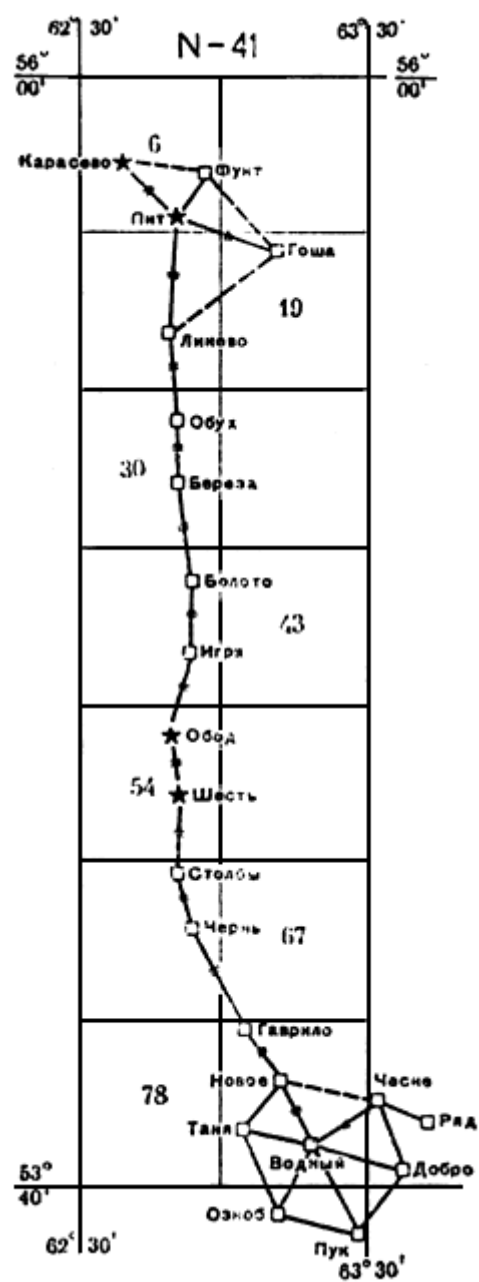 62° 30′ N-41 63° 30′
56° 00′ 56° 00′
6
Карасево Фунт
Пит
Гоша
19
Линево
Обух
30
Береза
Болото
43
Игря
Обод
54 Шесть
Столбы
Чернь 67
Гаврило
Новое Часне
78
Таня Ряд
Водный Добро
53° 40′
Озноб
Пук
62° 30′ 63° 30′